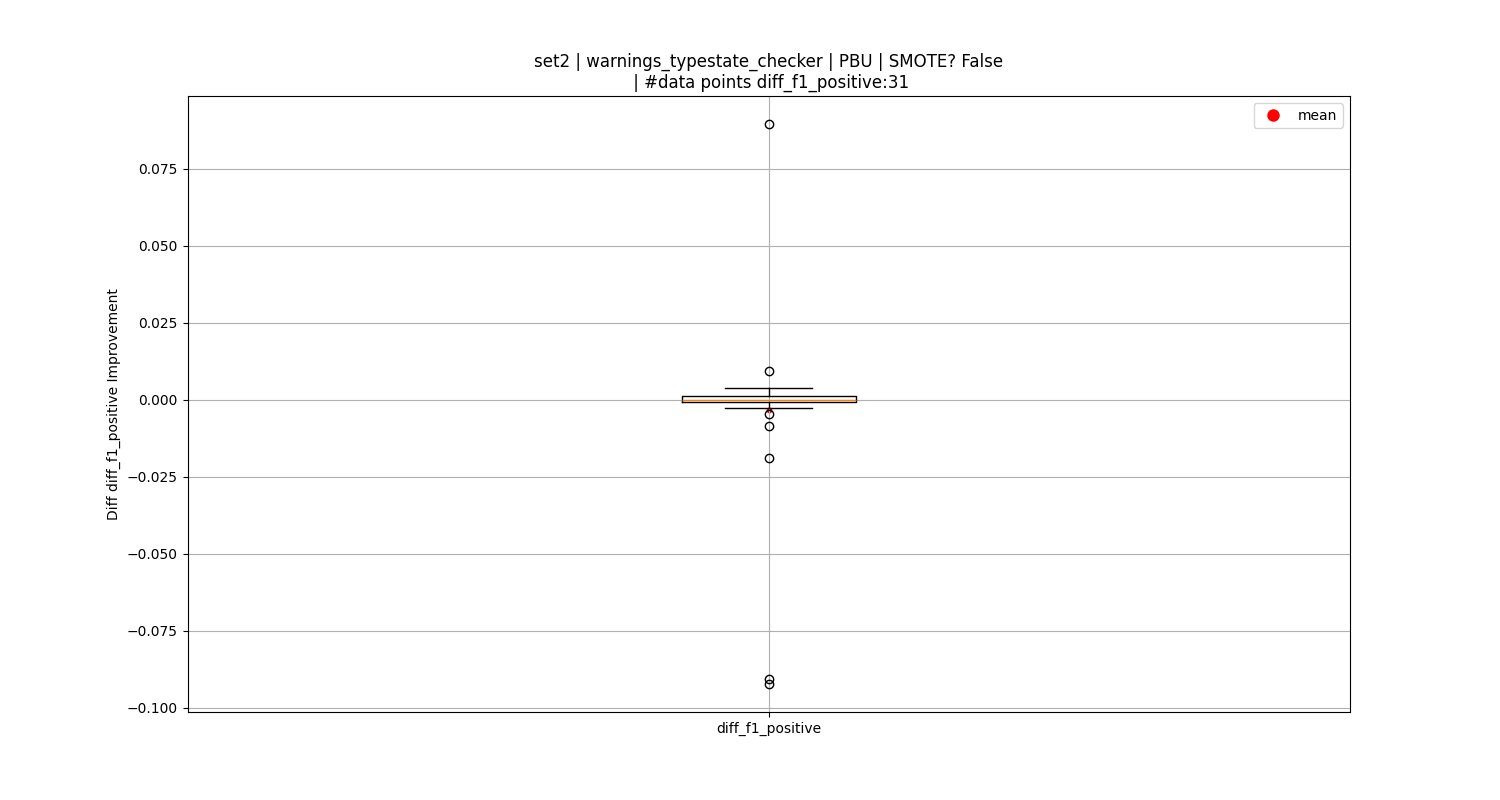 set2 | warnings_typestate_checker | PBU | SMOTE? False
| #data points diff_f1_positive:31
mean
0.075
0.050
0.025
0.000
−0.025
−0.050
−0.075
−0.100
Diff diff_f1_positive Improvement
diff_f1_positive